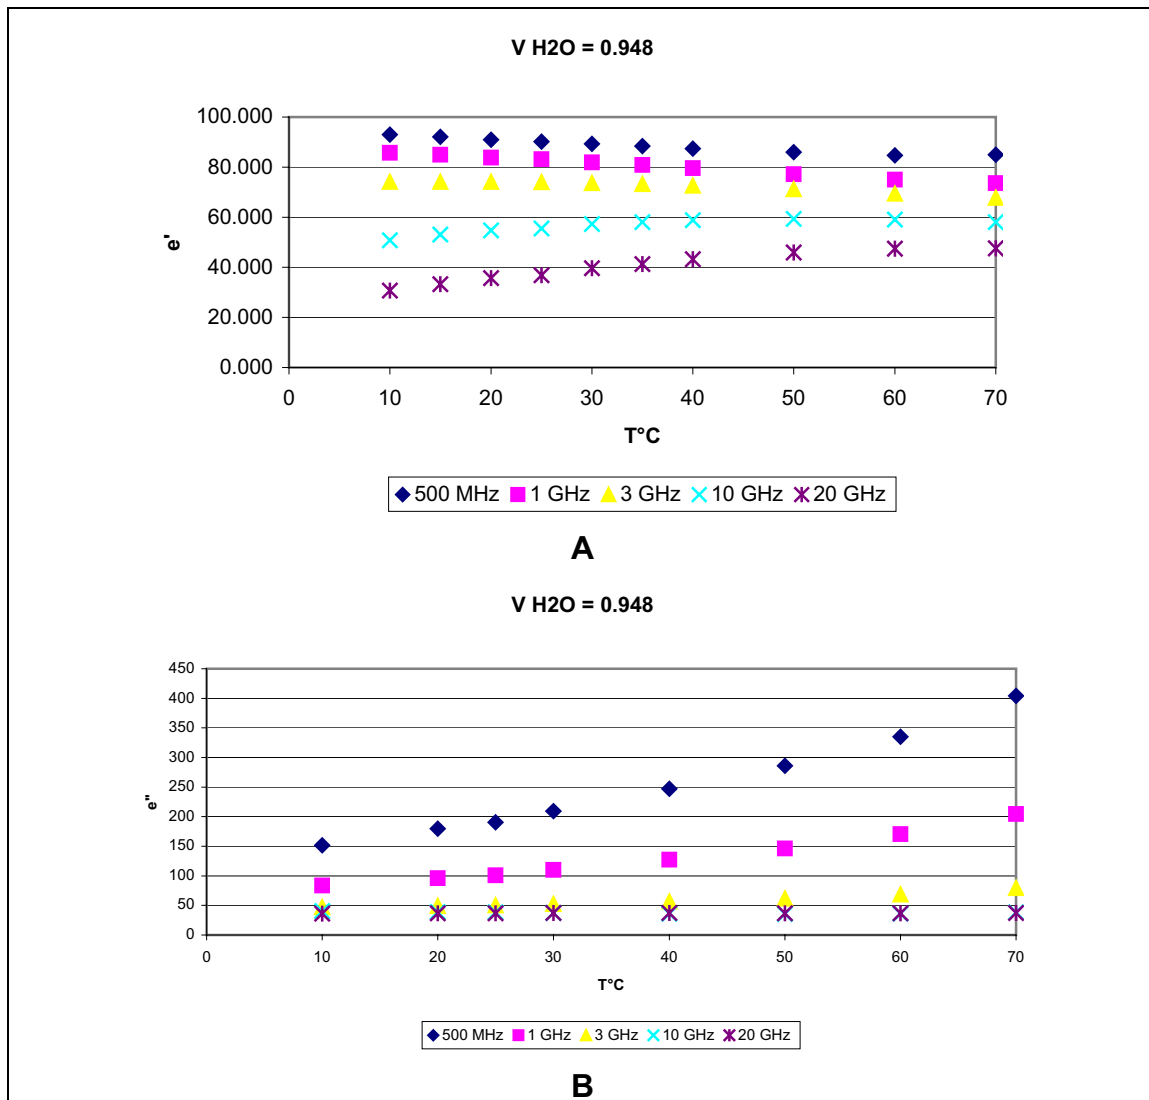 V H2O = 0.948
100.000
80.000
60.000
40.000
20.000
0.000
e'
0 10 20 30 40 50 60 70
T°C
500 MHz 1 GHz 3 GHz 10 GHz 20 GHz
A
V H2O = 0.948
450
400
350
300
250
200
150
100
50
0
e"
0 10 20 30 40 50 60 70
T°C
500 MHz 1 GHz 3 GHz 10 GHz 20 GHz
B